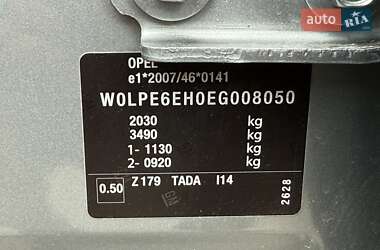 auto RIA
OPEL
e1*2007/46*0141
W0LPE6EH0EG008050
2030 kg
3490 kg
1- 1130 kg
2- 0920 kg
0.50 Z179 TADA I14
2628
GM